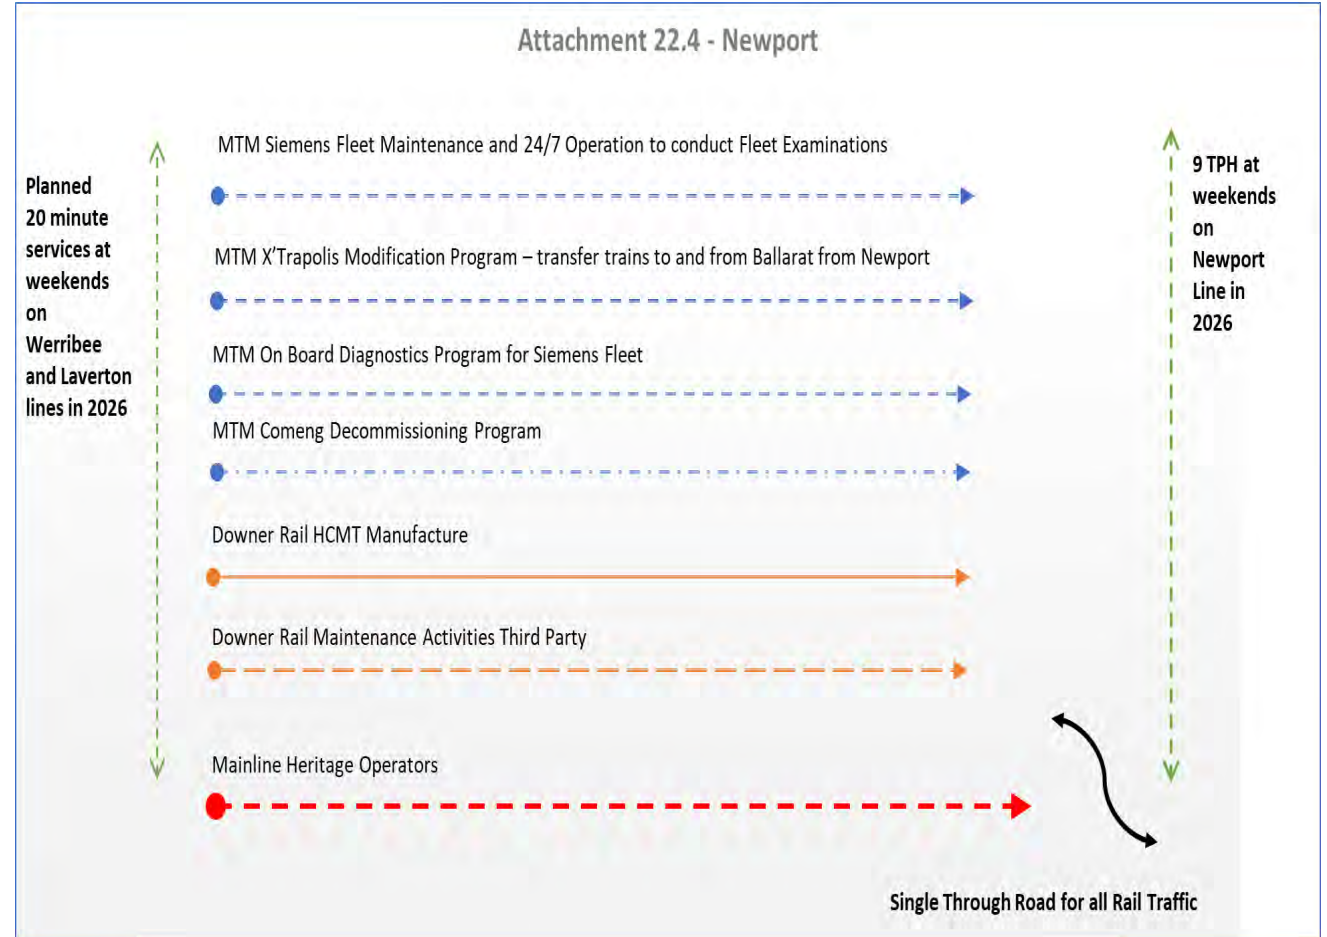 Attachment 22.4 - Newport
MTM Siemens Fleet Maintenance and 24/7 Operation to conduct Fleet Examinations
Planned
20 minute
services at
weekends
on
Werribee
and Laverton
lines in 2026
9 TPH at
weekends
on
Newport
Line in
2026
MTM X'Trapolis Modification Program – transfer trains to and from Ballarat from Newport
MTM On Board Diagnostics Program for Siemens Fleet
MTM Comeng Decommissioning Program
Downer Rail HCMT Manufacture
Downer Rail Maintenance Activities Third Party
Mainline Heritage Operators
Single Through Road for all Rail Traffic